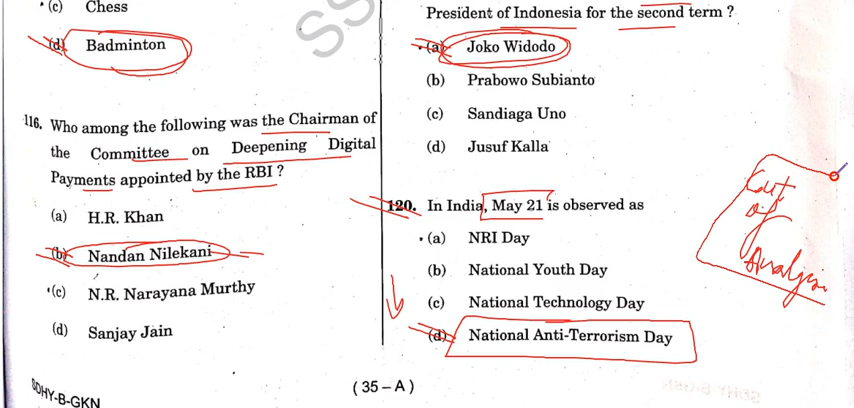 (c) Chess
(d) Badminton
116. Who among the following was the Chairman of
the Committee on Deepening Digital
Payments appointed by the RBI ?
(a) H.R. Khan
(b) Nandan Nilekani
(c) N.R. Narayana Murthy
(d) Sanjay Jain
SDHY-B-GKN
(35 – A)
President of Indonesia for the second term ?
(a) Joko Widodo
(b) Prabowo Subianto
(c) Sandiaga Uno
(d) Jusuf Kalla
120. In India, May 21 is observed as
(a) NRI Day
(b) National Youth Day
(c) National Technology Day
(d) National Anti-Terrorism Day
of
Analysis